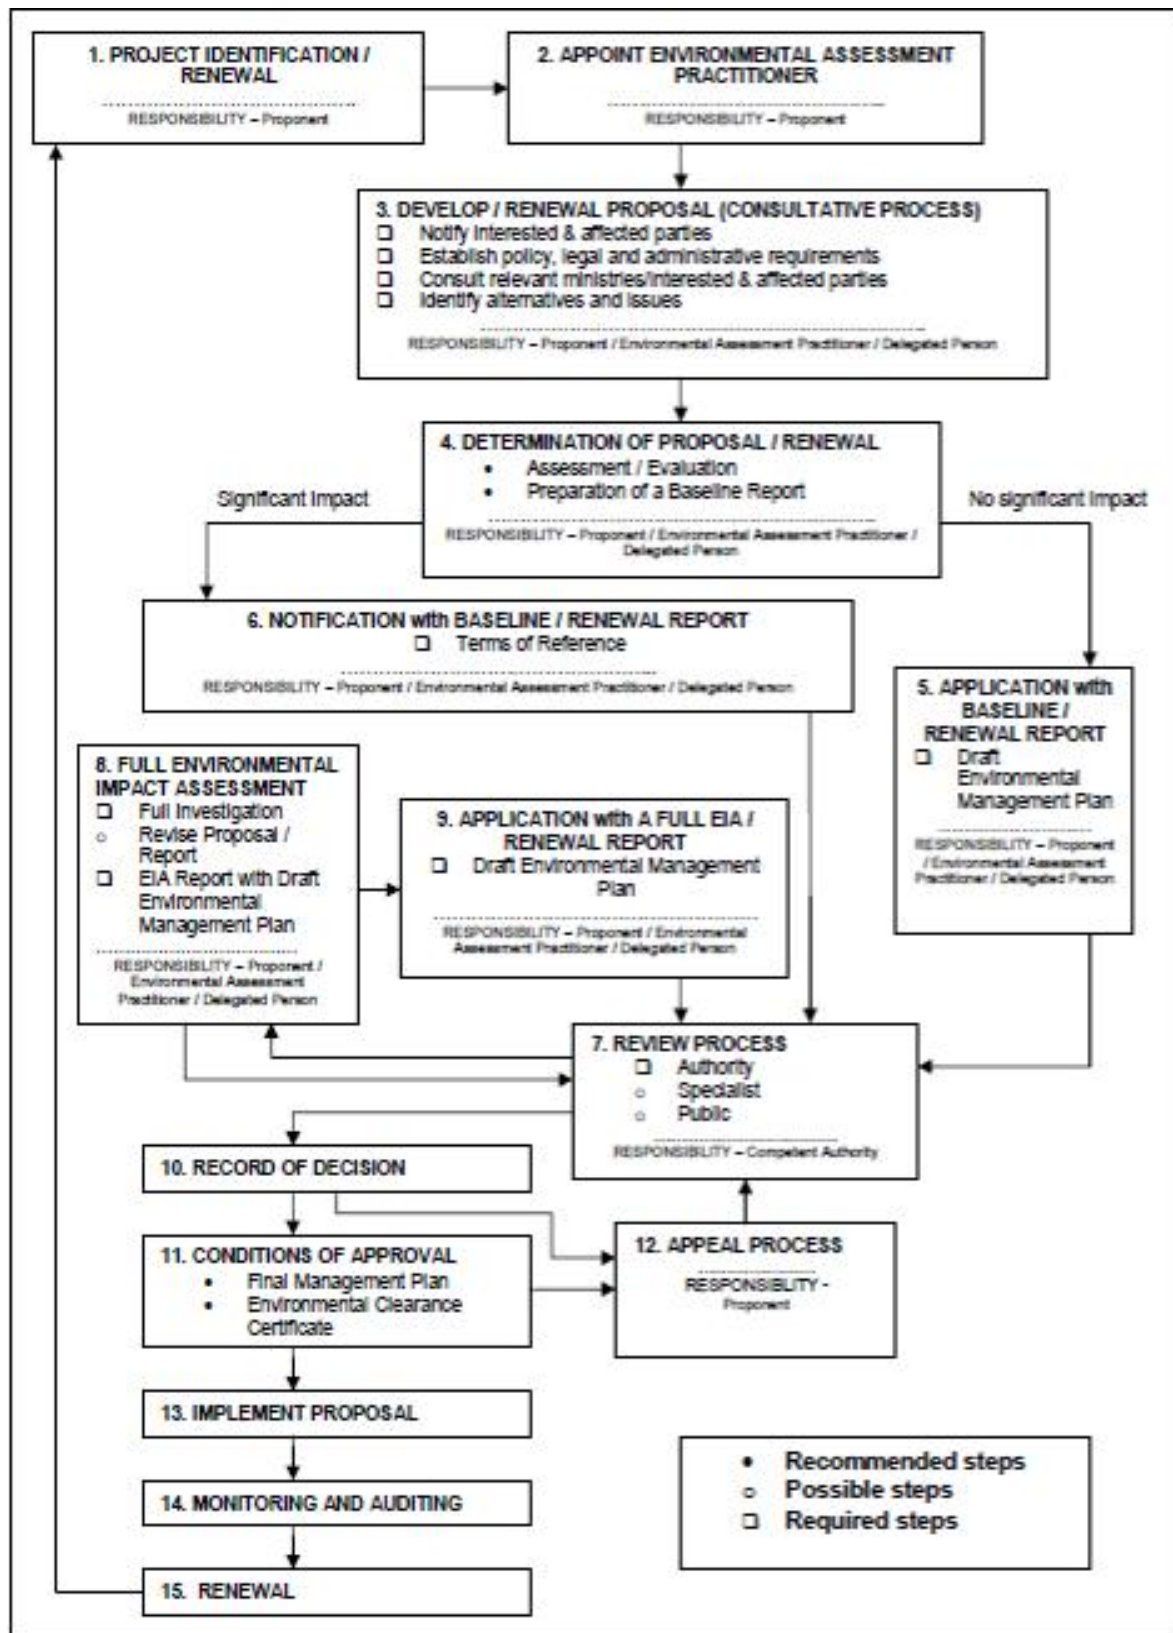 1. PROJECT IDENTIFICATION /
RENEWAL
RESPONSIBILITY – Proponent
2. APPOINT ENVIRONMENTAL ASSESSMENT
PRACTITIONER
RESPONSIBILITY – Proponent
3. DEVELOP / RENEWAL PROPOSAL (CONSULTATIVE PROCESS)
❑ Notify interested & affected parties
❑ Establish policy, legal and administrative requirements
❑ Consult relevant ministries/interested & affected parties
❑ Identify alternatives and issues
RESPONSIBILITY – Proponent / Environmental Assessment Practitioner / Delegated Person
4. DETERMINATION OF PROPOSAL / RENEWAL
• Assessment / Evaluation
• Preparation of a Baseline Report
RESPONSIBILITY – Proponent / Environmental Assessment Practitioner /
Delegated Person
Significant Impact
No significant Impact
6. NOTIFICATION with BASELINE / RENEWAL REPORT
❑ Terms of Reference
RESPONSIBILITY – Proponent / Environmental Assessment Practitioner / Delegated Person
5. APPLICATION with
BASELINE /
RENEWAL REPORT
❑ Draft
Environmental
Management Plan
RESPONSIBILITY – Proponent
/ Environmental Assessment
Practitioner / Delegated Person
8. FULL ENVIRONMENTAL
IMPACT ASSESSMENT
❑ Full Investigation
o Revise Proposal /
Report
❑ EIA Report with Draft
Environmental
Management Plan
RESPONSIBILITY – Proponent /
Environmental Assessment
Practitioner / Delegated Person
9. APPLICATION with A FULL EIA /
RENEWAL REPORT
❑ Draft Environmental Management
Plan
RESPONSIBILITY – Proponent / Environmental
Assessment Practitioner / Delegated Person
7. REVIEW PROCESS
❑ Authority
o Specialist
o Public
RESPONSIBILITY – Competent Authority
10. RECORD OF DECISION
11. CONDITIONS OF APPROVAL
• Final Management Plan
• Environmental Clearance
Certificate
12. APPEAL PROCESS
RESPONSIBLITY -
Proponent
13. IMPLEMENT PROPOSAL
14. MONITORING AND AUDITING
15. RENEWAL
• Recommended steps
o Possible steps
❑ Required steps